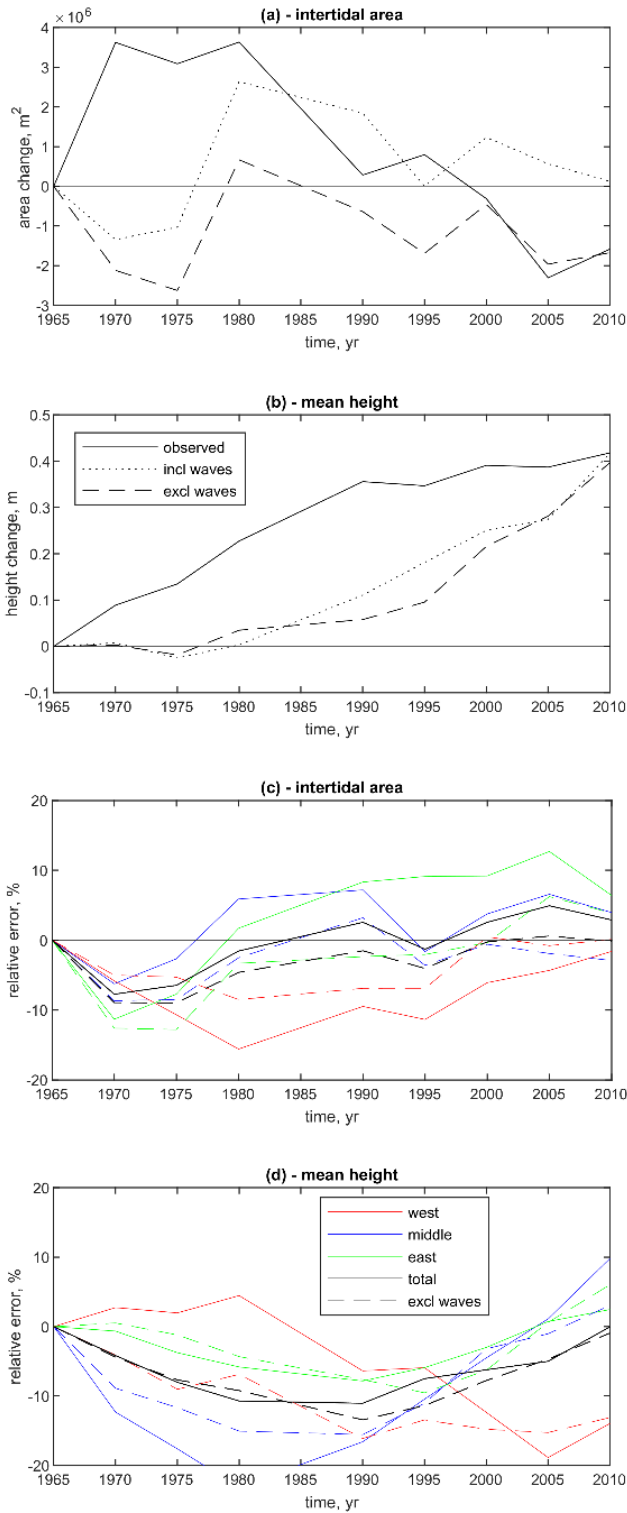 (a) - intertidal area
×10⁶
4
3
2
1
0
-1
-2
-3
area change, m²
1965 1970 1975 1980 1985 1990 1995 2000 2005 2010
time, yr
(b) - mean height
0.5
0.4
0.3
0.2
0.1
0
-0.1
height change, m
observed
incl waves
excl waves
1965 1970 1975 1980 1985 1990 1995 2000 2005 2010
time, yr
(c) - intertidal area
20
10
0
-10
-20
relative error, %
1965 1970 1975 1980 1985 1990 1995 2000 2005 2010
time, yr
(d) - mean height
20
10
0
-10
-20
relative error, %
west
middle
east
total
excl waves
1965 1970 1975 1980 1985 1990 1995 2000 2005 2010
time, yr